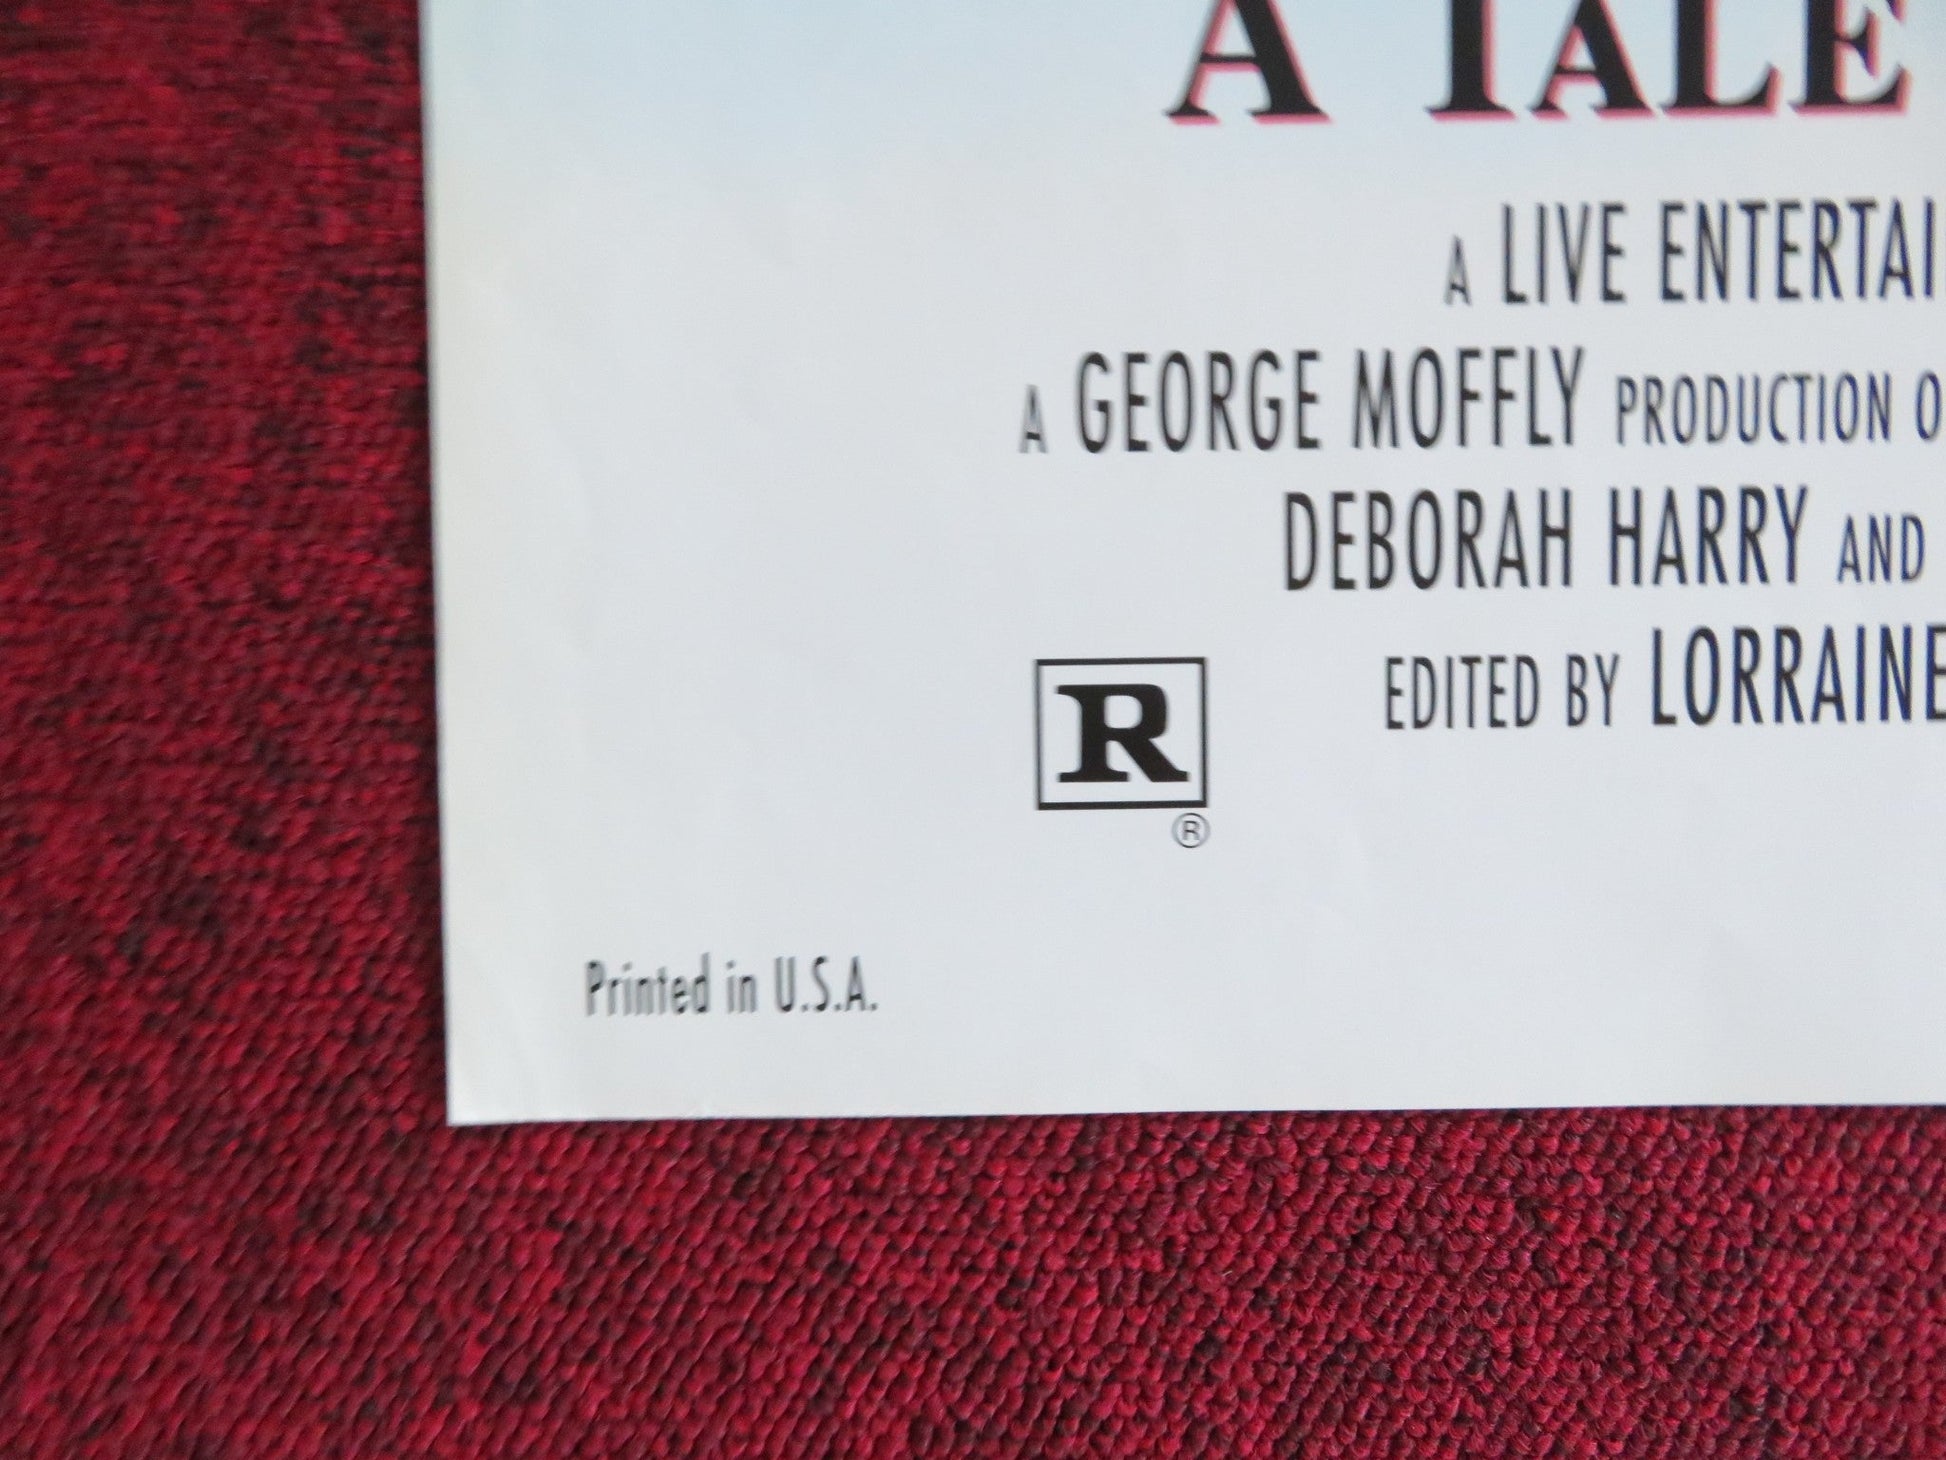 A TALE
A LIVE ENTERTAI
A GEORGE MOFFLY PRODUCTION O
DEBORAH HARRY AND
EDITED BY LORRAINE
R
®
Printed in U.S.A.